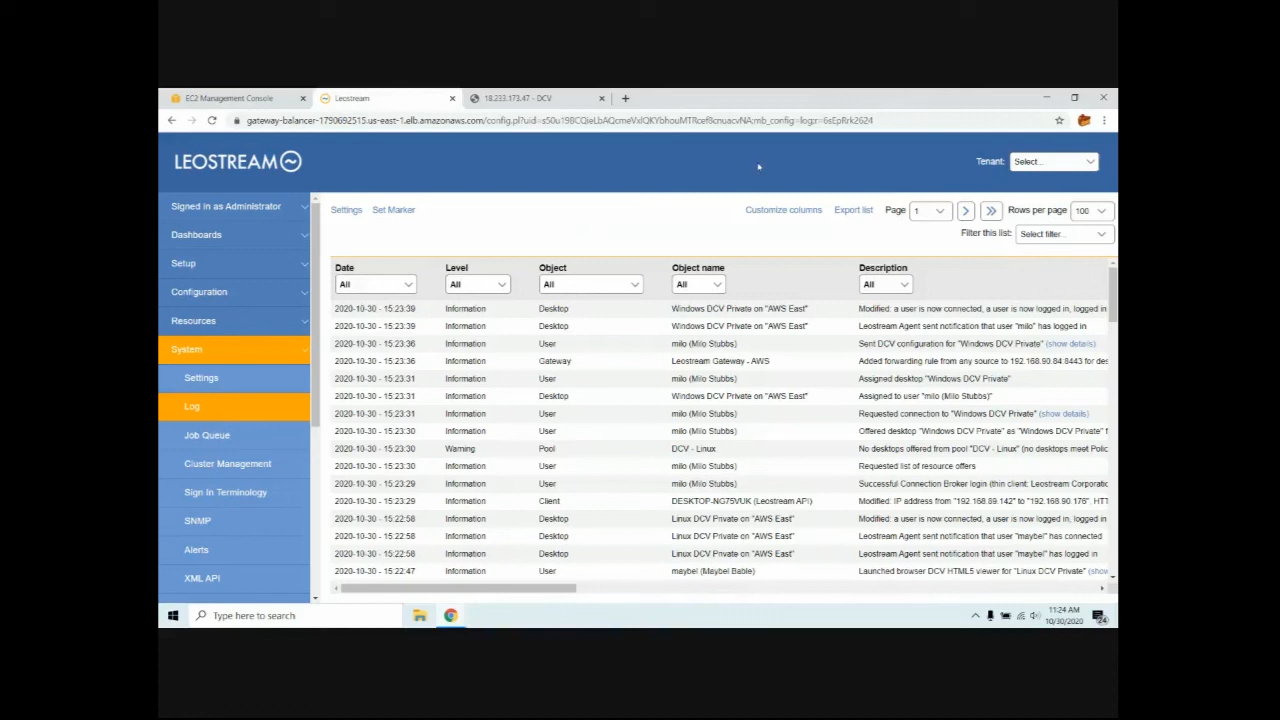 EC2 Management Console
Leostream
18.233.173.47 - DCV
LEOSTREAM
Tenant: Select...
Signed in as Administrator
Dashboards
Setup
Configuration
Resources
System
Settings
Log
Job Queue
Cluster Management
Sign In Terminology
SNMP
Alerts
XML API
Settings Set Marker Customize columns Export list Page 1 Rows per page 100
Filter this list: Select filter...
Date Level Object Object name Description
All All All All All
2020-10-30 - 15:23:39 Information Desktop Windows DCV Private on "AWS East" Modified: a user is now connected, a user is now logged in, logged in
2020-10-30 - 15:23:39 Information Desktop Windows DCV Private on "AWS East" Leostream Agent sent notification that user "milo" has logged in
2020-10-30 - 15:23:36 Information User milo (Milo Stubbs) Sent DCV configuration for "Windows DCV Private" (show details)
2020-10-30 - 15:23:36 Information Gateway Leostream Gateway - AWS Added forwarding rule from any source to 192.168.90.84:8443 for des
2020-10-30 - 15:23:31 Information User milo (Milo Stubbs) Assigned desktop "Windows DCV Private"
2020-10-30 - 15:23:31 Information Desktop Windows DCV Private on "AWS East" Assigned to user "milo (Milo Stubbs)"
2020-10-30 - 15:23:31 Information User milo (Milo Stubbs) Requested connection to "Windows DCV Private" (show details)
2020-10-30 - 15:23:30 Information User milo (Milo Stubbs) Offered desktop "Windows DCV Private" as "Windows DCV Private"
2020-10-30 - 15:23:30 Warning Pool DCV - Linux No desktops offered from pool "DCV - Linux" (no desktops meet Polic
2020-10-30 - 15:23:30 Information User milo (Milo Stubbs) Requested list of resource offers
2020-10-30 - 15:23:29 Information User milo (Milo Stubbs) Successful Connection Broker login (thin client: Leostream Corporatio
2020-10-30 - 15:23:29 Information Client DESKTOP-NG75VUK (Leostream API) Modified: IP address from "192.168.89.142" to "192.168.90.176", HTT
2020-10-30 - 15:22:58 Information Desktop Linux DCV Private on "AWS East" Modified: a user is now connected, a user is now logged in, logged in
2020-10-30 - 15:22:58 Information Desktop Linux DCV Private on "AWS East" Leostream Agent sent notification that user "maybel" has connected
2020-10-30 - 15:22:58 Information Desktop Linux DCV Private on "AWS East" Leostream Agent sent notification that user "maybel" has logged in
2020-10-30 - 15:22:47 Information User maybel (Maybel Bable) Launched browser DCV HTML5 viewer for "Linux DCV Private" (show
Type here to search
11:24 AM
10/30/2020
24